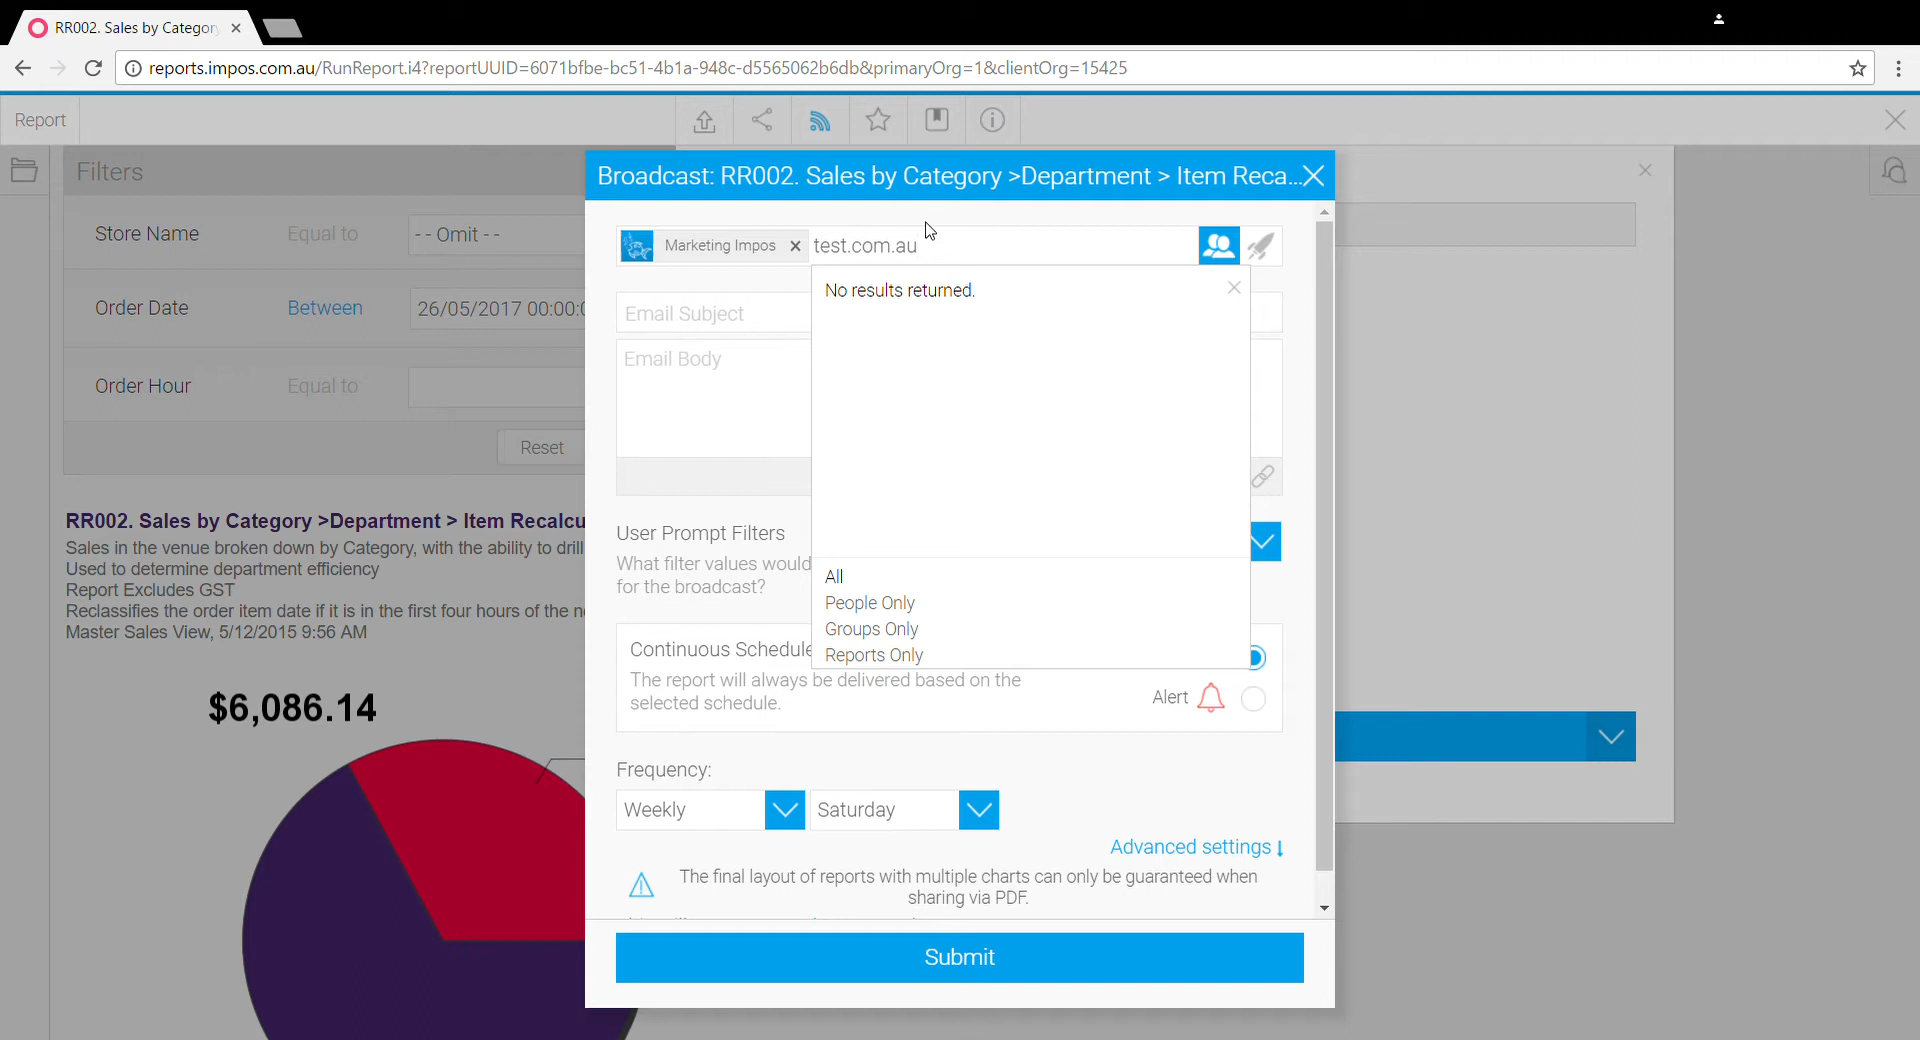 RR002. Sales by Categor
reports.impos.com.au/RunReport.i4?reportUUID=6071bfbe-bc51-4b1a-948c-d5565062b6db&primaryOrg=1&clientOrg=15425
Report
Filters
Store Name Equal to -- Omit --
Order Date Between 26/05/2017 00:00:0
Order Hour Equal to
Reset
RR002. Sales by Category >Department > Item Recalcu
Sales in the venue broken down by Category, with the ability to drill
Used to determine department efficiency
Report Excludes GST
Reclassifies the order item date if it is in the first four hours of the n
Master Sales View, 5/12/2015 9:56 AM
$6,086.14
Broadcast: RR002. Sales by Category >Department > Item Reca...
Marketing Impos test.com.au
No results returned.
Email Subject
Email Body
User Prompt Filters
What filter values would
for the broadcast?
All
People Only
Groups Only
Reports Only
Continuous Schedule
The report will always be delivered based on the
selected schedule.
Alert
Frequency:
Weekly Saturday
Advanced settings
The final layout of reports with multiple charts can only be guaranteed when
sharing via PDF.
Submit